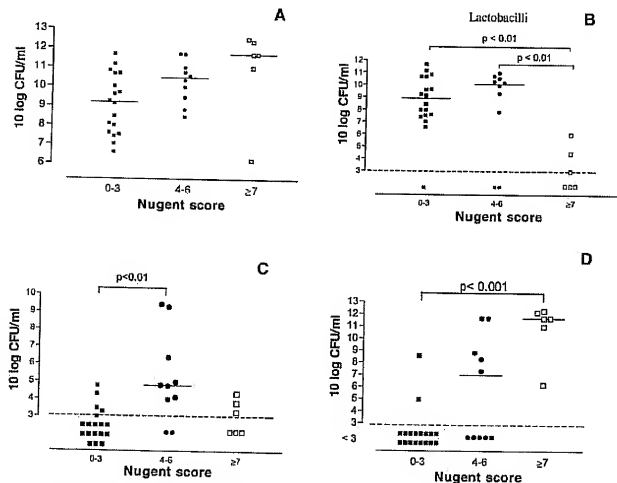 A
13
12
11
10
9
8
7
6
10 log CFU/ml
0-3 4-6 ≥7
Nugent score
Lactobacilli
B
p < 0.01
p < 0.01
12
11
10
9
8
7
6
5
4
3
10 log CFU/ml
0-3 4-6 ≥7
Nugent score
C
p<0.01
10
9
8
7
6
5
4
3
10 log CFU/ml
0-3 4-6 ≥7
Nugent score
D
p < 0.001
13
12
11
10
9
8
7
6
5
4
3
< 3
10 log CFU/ml
0-3 4-6 ≥7
Nugent score